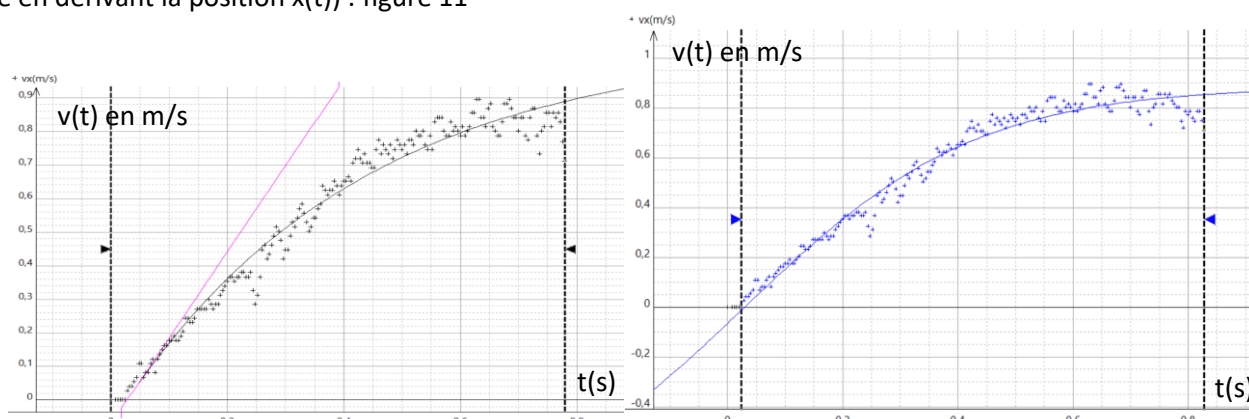 e en dérivant la position x(t)) : figure 11
+ vx(m/s)
0,9
v(t) en m/s
0,8
0,7
0,6
0,5
0,4
0,3
0,2
0,1
0
t(s)
+ vx(m/s)
1
v(t) en m/s
0,8
0,6
0,4
0,2
0
-0,2
-0,4
t(s)